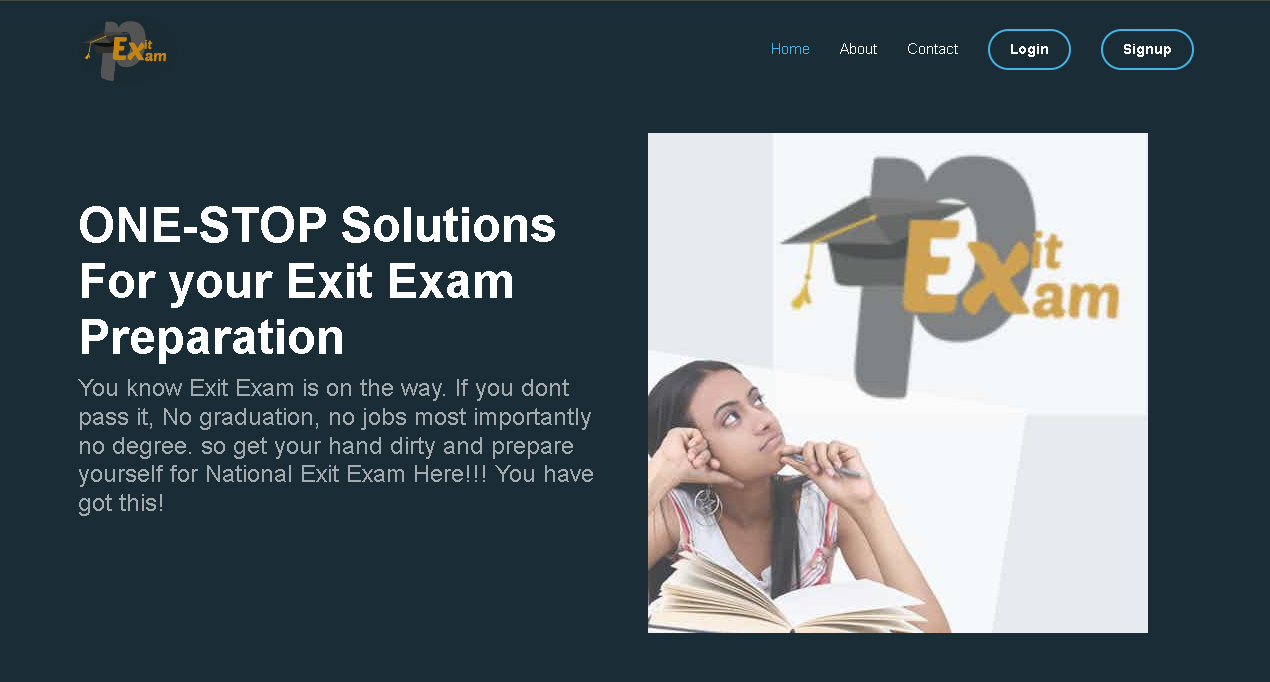 Exit
Exam
Home
About
Contact
Login
Signup
ONE-STOP Solutions
For your Exit Exam
Preparation
You know Exit Exam is on the way. If you dont
pass it, No graduation, no jobs most importantly
no degree. so get your hand dirty and prepare
yourself for National Exit Exam Here!!! You have
got this!
p
Exit
Exam